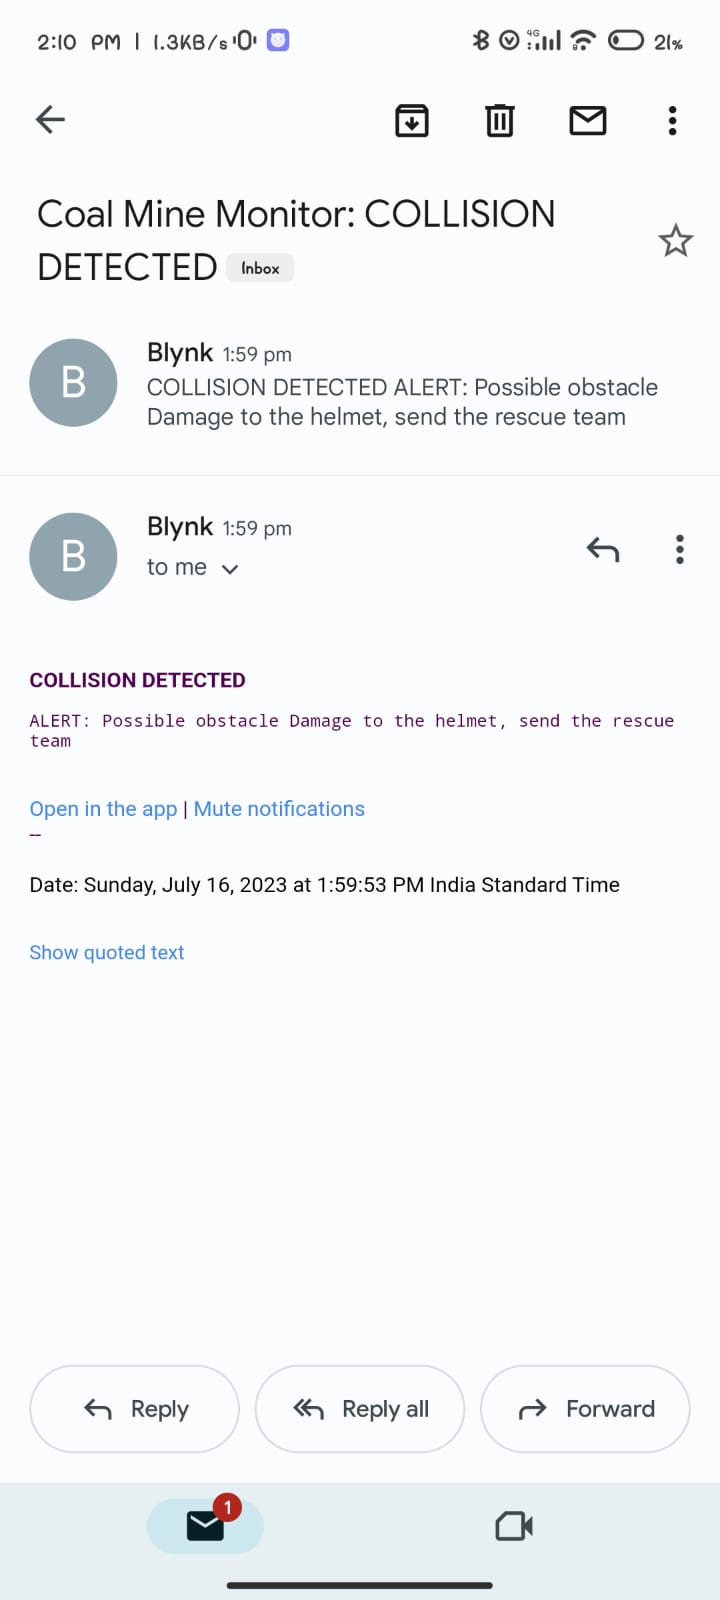 2:10 PM | 1.3KB/s 4G 21%
Coal Mine Monitor: COLLISION
DETECTED Inbox
B
Blynk 1:59 pm
COLLISION DETECTED ALERT: Possible obstacle
Damage to the helmet, send the rescue team
B
Blynk 1:59 pm
to me
COLLISION DETECTED
ALERT: Possible obstacle Damage to the helmet, send the rescue
team
Open in the app | Mute notifications
--
Date: Sunday, July 16, 2023 at 1:59:53 PM India Standard Time
Show quoted text
Reply Reply all Forward
1